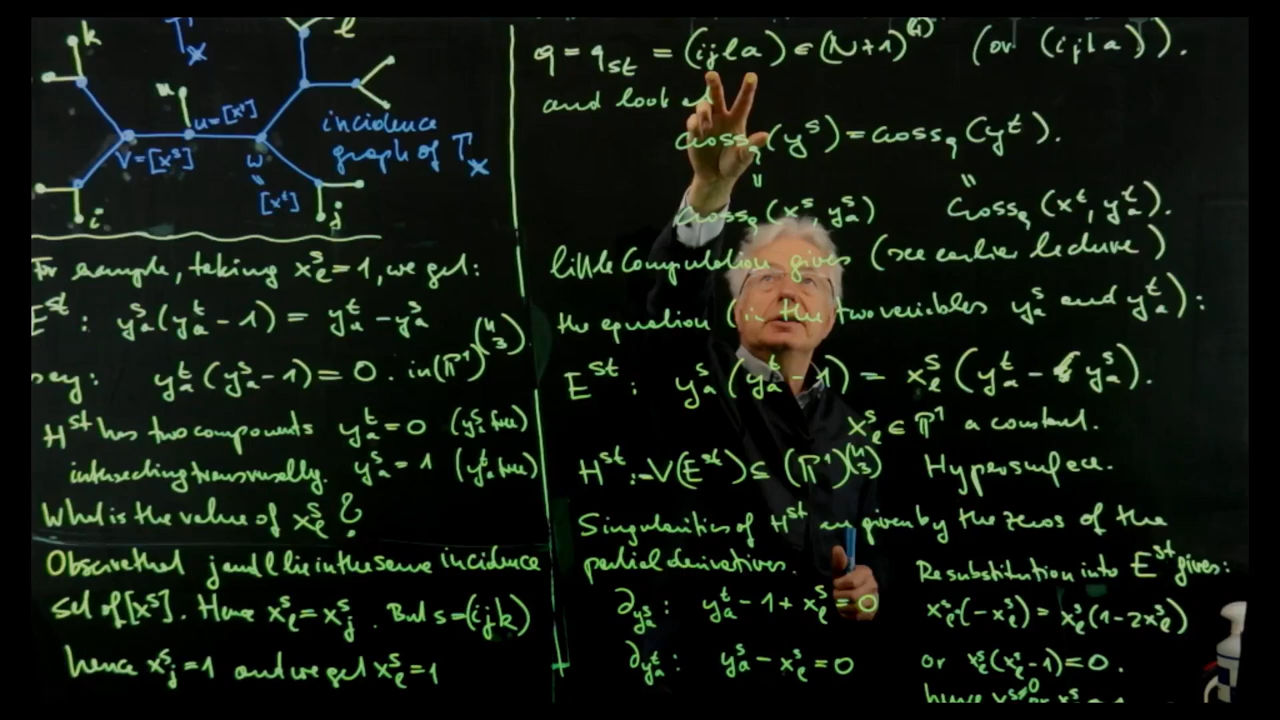 k
T_x
l
u
u=[x^r]
incidence
graph of T_x
V=[x^s]
w
"
[x^t]
i
j
For example, taking x^s_l=1, we get:
E^st: y^s_a(y^t_a-1) = y^t_a-y^s_a
say: y^t_a(y^s_a-1)=0. in (P^1)^(n 3).
H^st has two components y^t_a=0 (y^s_a free)
intersecting transversally. y^s_a=1 (y^t_a free)
What is the value of x^s_l?
Observe that j and l lie in the same incidence
set of [x^s]. Hence x^s_l=x^s_j. But s=(ijk)
hence x^s_j=1 and we get x^s_l=1
q = q_st = (ijla) ∈ (N+1)^(4) (or (ijla)).
and look at
cross_q(y^s) = cross_q(y^t).
" "
cross_q(x^s, y^s_a) cross_q(x^t, y^t_a).
little computation gives (see earlier lecture)
the equation (in the two variables y^s_a and y^t_a):
E^st: y^s_a(y^t_a-1) = x^s_l(y^t_a-y^s_a).
x^s_l ∈ P^1 a constant.
H^st:=V(E^st) ⊆ (P^1)^(n 3) Hypersurface.
Singularities of H^st are given by the zeros of the
partial derivatives.
∂_{y^s_a}: y^t_a-1+x^s_l=0
∂_{y^t_a}: y^s_a-x^s_l=0
Resubstitution into E^st gives:
x^s_l(-x^s_l)=x^s_l(1-2x^s_l)
or x^s_l(x^s_l-1)=0.
hence